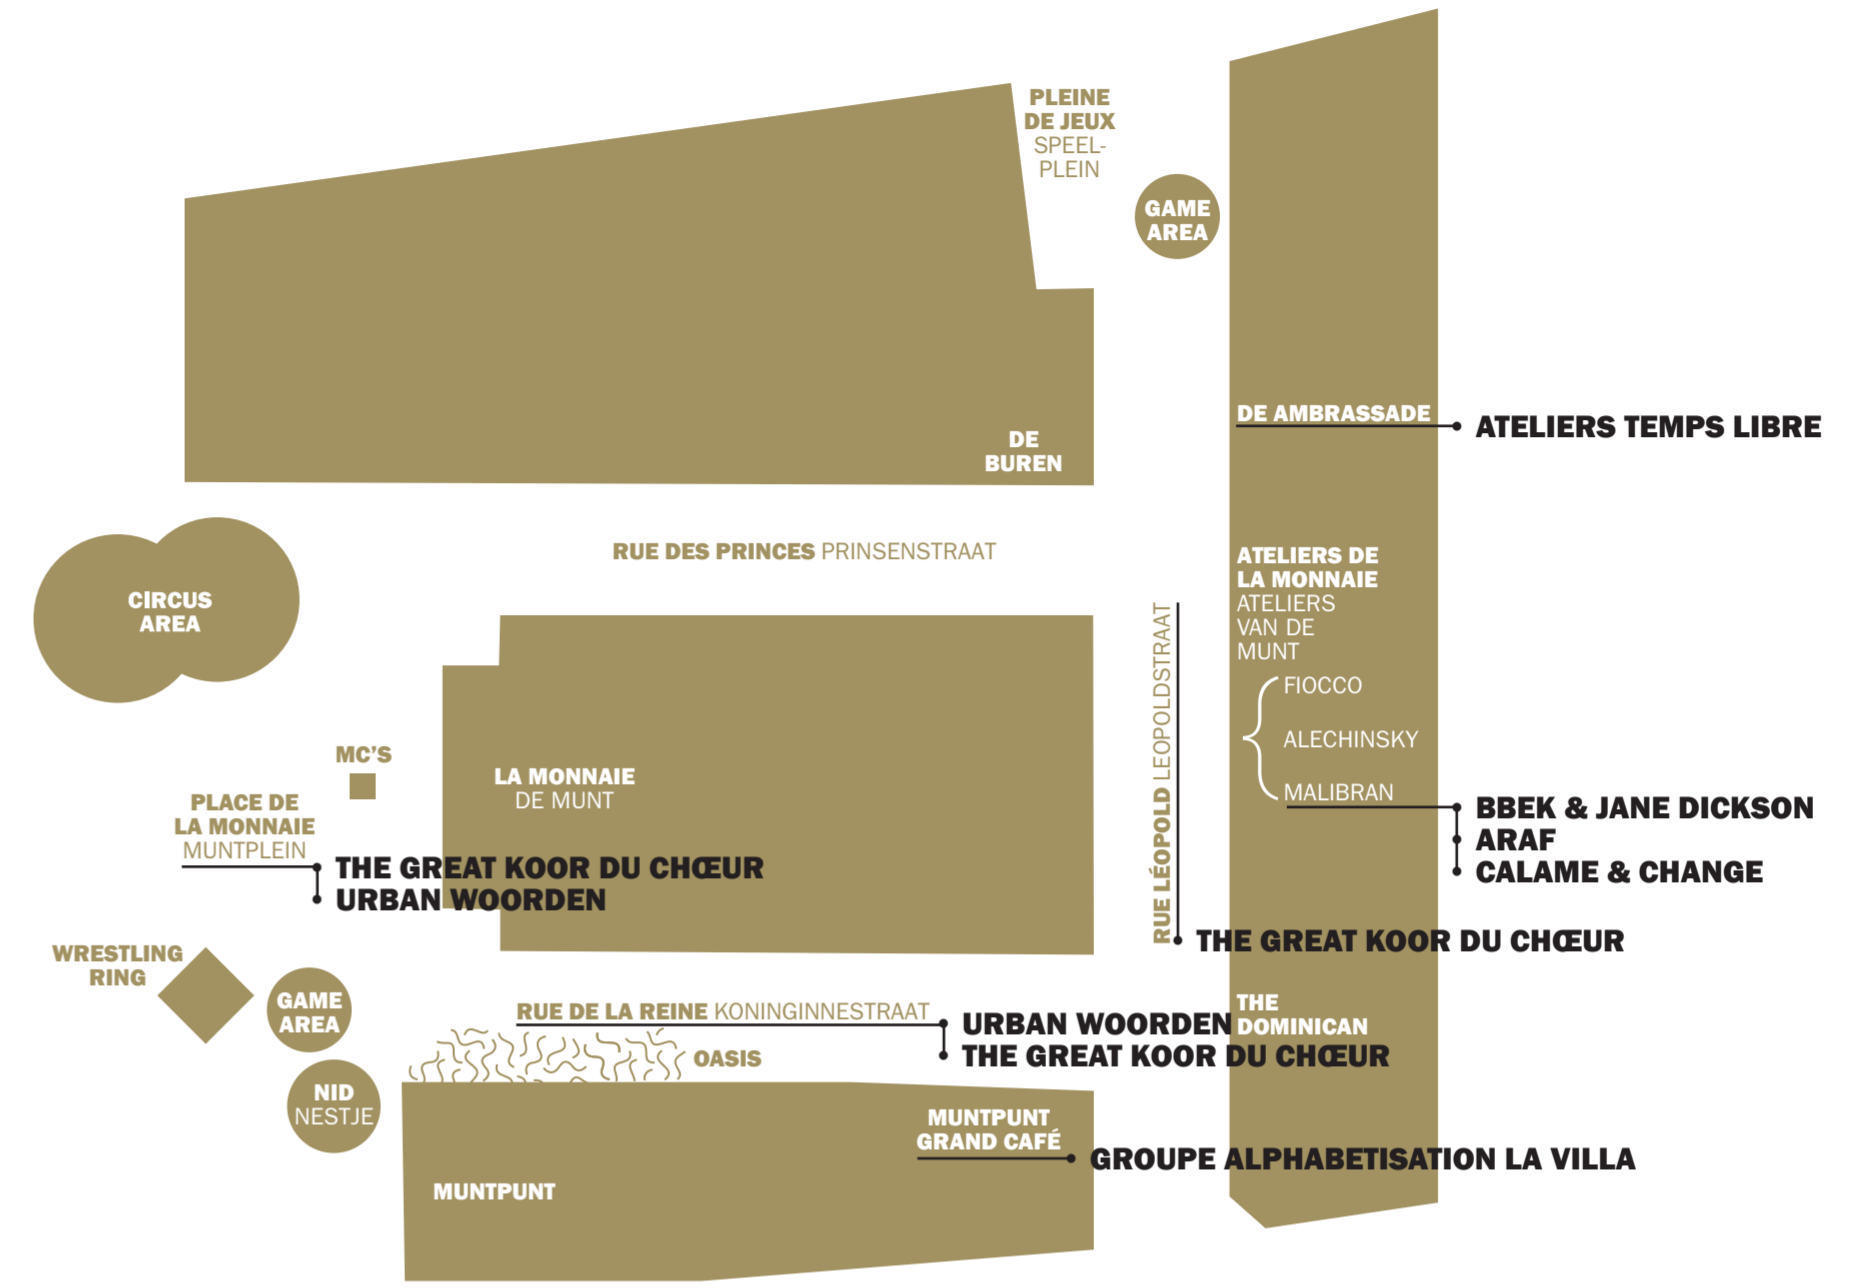 PLEINE
DE JEUX
SPEEL-
PLEIN
GAME
AREA
DE AMBRASSADE
ATELIERS TEMPS LIBRE
DE
BUREN
RUE DES PRINCES PRINSENSTRAAT
CIRCUS
AREA
ATELIERS DE
LA MONNAIE
ATELIERS
VAN DE
MUNT
FIOCCO
ALECHINSKY
MALIBRAN
BBEK & JANE DICKSON
ARAF
CALAME & CHANGE
RUE LÉOPOLD LEOPOLDSTRAAT
THE GREAT KOOR DU CHŒUR
MC'S
LA MONNAIE
DE MUNT
PLACE DE
LA MONNAIE
MUNTPLEIN
THE GREAT KOOR DU CHŒUR
URBAN WOORDEN
WRESTLING
RING
GAME
AREA
RUE DE LA REINE KONINGINNESTRAAT
URBAN WOORDEN
THE GREAT KOOR DU CHŒUR
THE
DOMINICAN
OASIS
NID
NESTJE
MUNTPUNT
GRAND CAFÉ
GROUPE ALPHABETISATION LA VILLA
MUNTPUNT